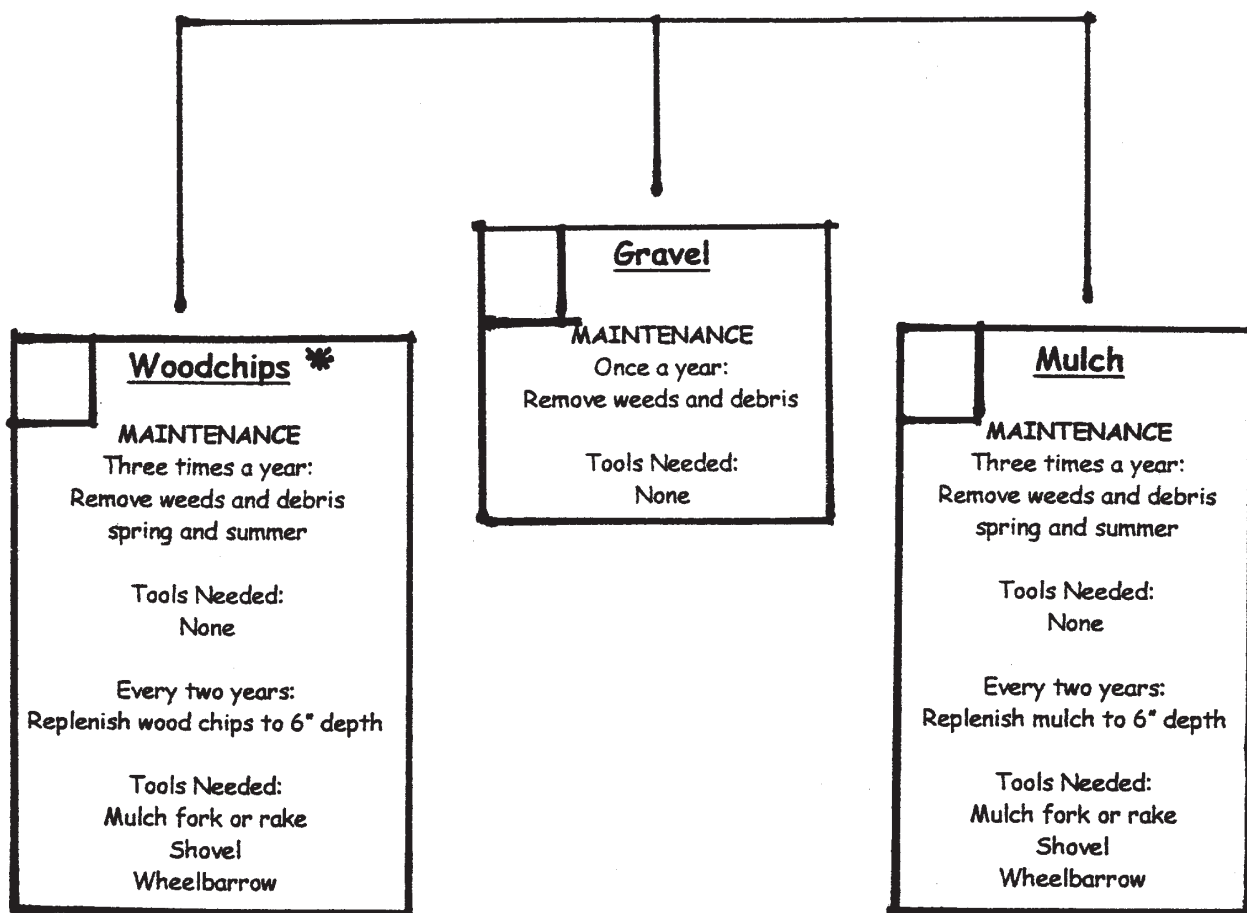 Woodchips *
MAINTENANCE
Three times a year:
Remove weeds and debris
spring and summer
Tools Needed:
None
Every two years:
Replenish wood chips to 6" depth
Tools Needed:
Mulch fork or rake
Shovel
Wheelbarrow
Gravel
MAINTENANCE
Once a year:
Remove weeds and debris
Tools Needed:
None
Mulch
MAINTENANCE
Three times a year:
Remove weeds and debris
spring and summer
Tools Needed:
None
Every two years:
Replenish mulch to 6" depth
Tools Needed:
Mulch fork or rake
Shovel
Wheelbarrow